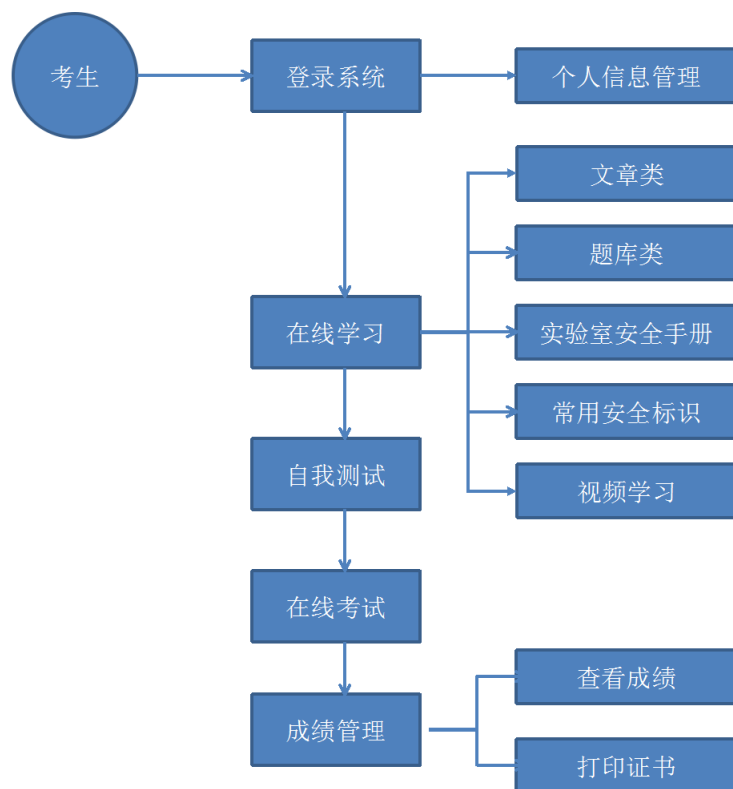 考生
登录系统
个人信息管理
文章类
题库类
在线学习
实验室安全手册
常用安全标识
自我测试
视频学习
在线考试
查看成绩
成绩管理
打印证书